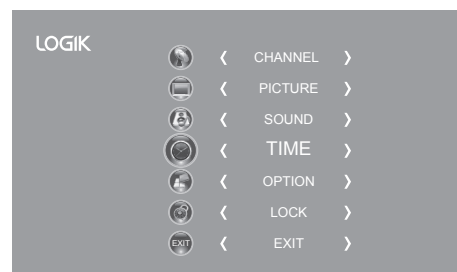 LOGIK
CHANNEL
PICTURE
SOUND
TIME
OPTION
LOCK
EXIT EXIT